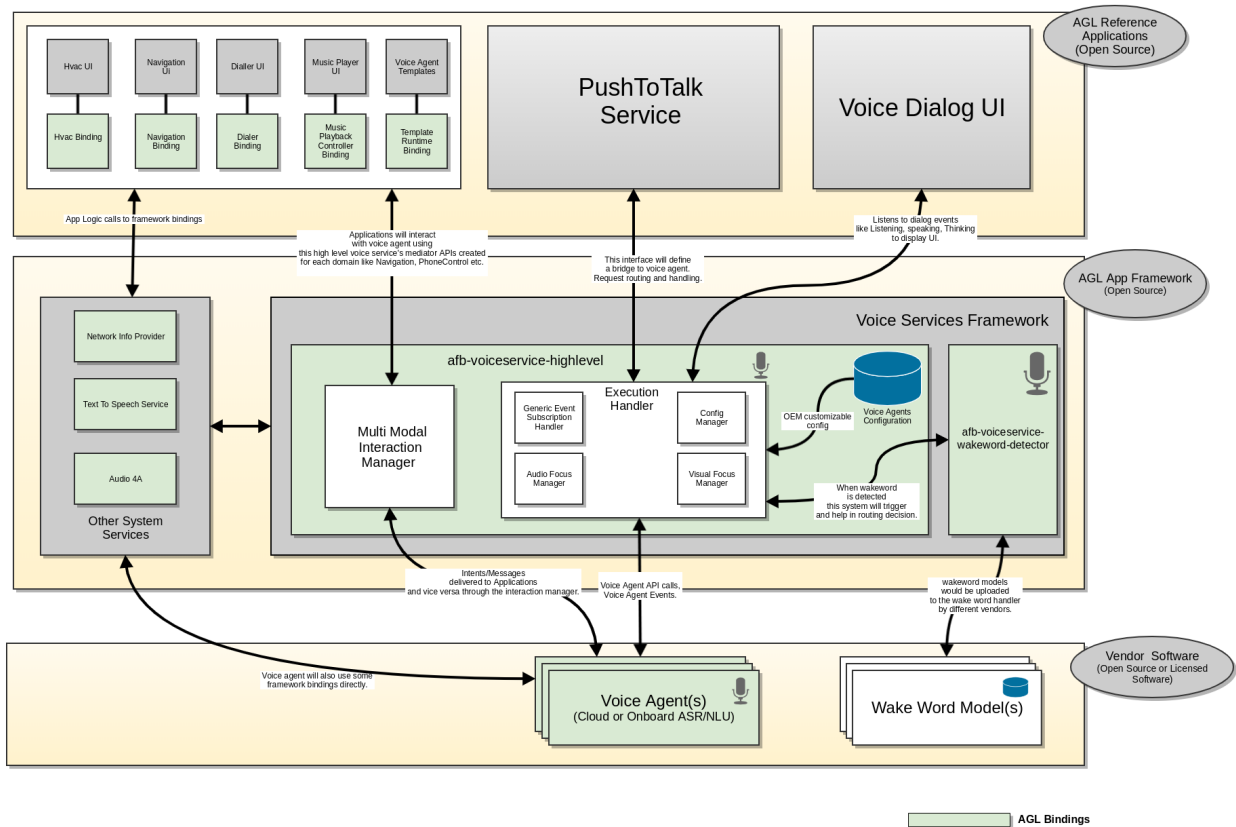 AGL Reference
Applications
(Open Source)
Hvac UI
Navigation
Ui
Dialler UI
Music Player
UI
Voice Agent
Templates
Hvac Binding
Navigation
Binding
Dialer
Binding
Music
Playback
Controller
Binding
Template
Runtime
Binding
PushToTalk
Service
Voice Dialog UI
App Logic calls to framework bindings
Applications will interact
with voice agent using
this high level voice service's mediator APIs created
for each domain like Navigation, PhoneControl etc.
This interface will define
a bridge to voice agent.
Request routing and handling.
Listens to dialog events
like Listening, speaking, Thinking
to display UI.
AGL App Framework
(Open Source)
Network Info Provider
Text To Speech Service
Audio 4A
Other System
Services
Voice Services Framework
afb-voiceservice-highlevel
Multi Modal
Interaction
Manager
Execution
Handler
Generic Event
Subscription
Handler
Config
Manager
Audio Focus
Manager
Visual Focus
Manager
OEM customizable
config
Voice Agents
Configuration
When wakeword
is detected
this system will trigger
and help in routing decision.
afb-voiceservice-
wakeword-detector
Intents/Messages
delivered to Applications
and vice versa through the interaction manager.
Voice Agent API calls,
Voice Agent Events.
wakeword models
would be uploaded
to the wake word handler
by different vendors.
Vendor Software
(Open Source or Licensed
Software)
Voice agent will also use some
framework bindings directly.
Voice Agent(s)
(Cloud or Onboard ASR/NLU)
Wake Word Model(s)
AGL Bindings